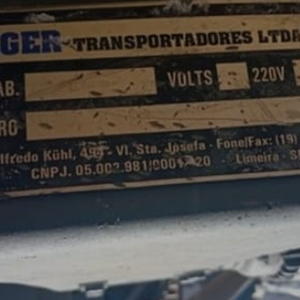 GER TRANSPORTADORES LTDA
AB. VOLTS 220V
RO
lfredo Kühl, 494 - Vl. Sta. Josefa - Fone/Fax: (19)
CNPJ. 05.002.981/0001-20 Limeira - S